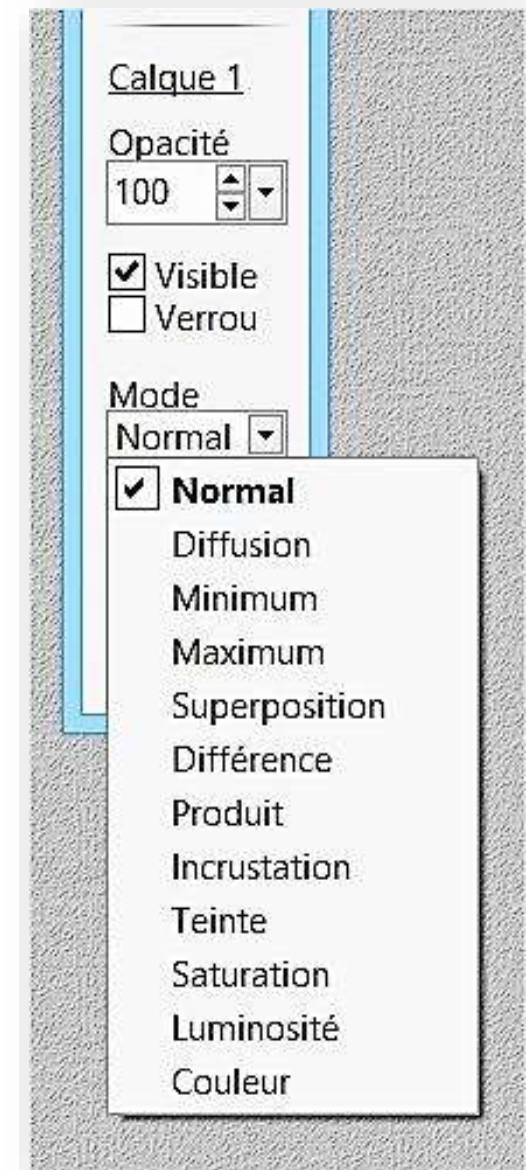 Calque 1
Opacité
100
Visible
Verrou
Mode
Normal
Normal
Diffusion
Minimum
Maximum
Superposition
Différence
Produit
Incrustation
Teinte
Saturation
Luminosité
Couleur